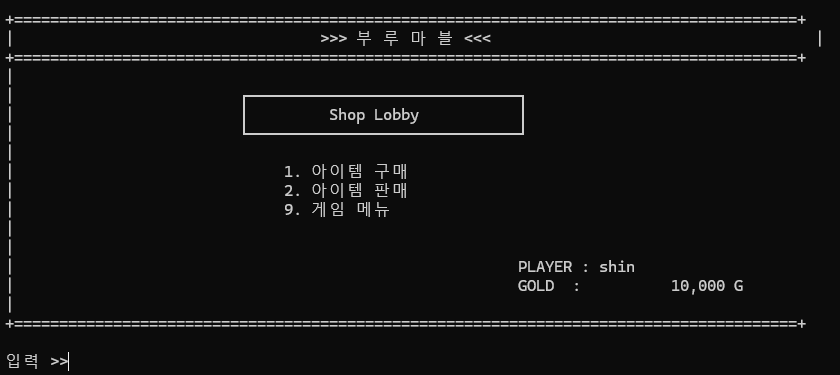 >>> 부 루 마 블 <<<
Shop Lobby
1. 아이템 구매
2. 아이템 판매
9. 게임 메뉴
PLAYER : shin
GOLD : 10,000 G
입력 >>